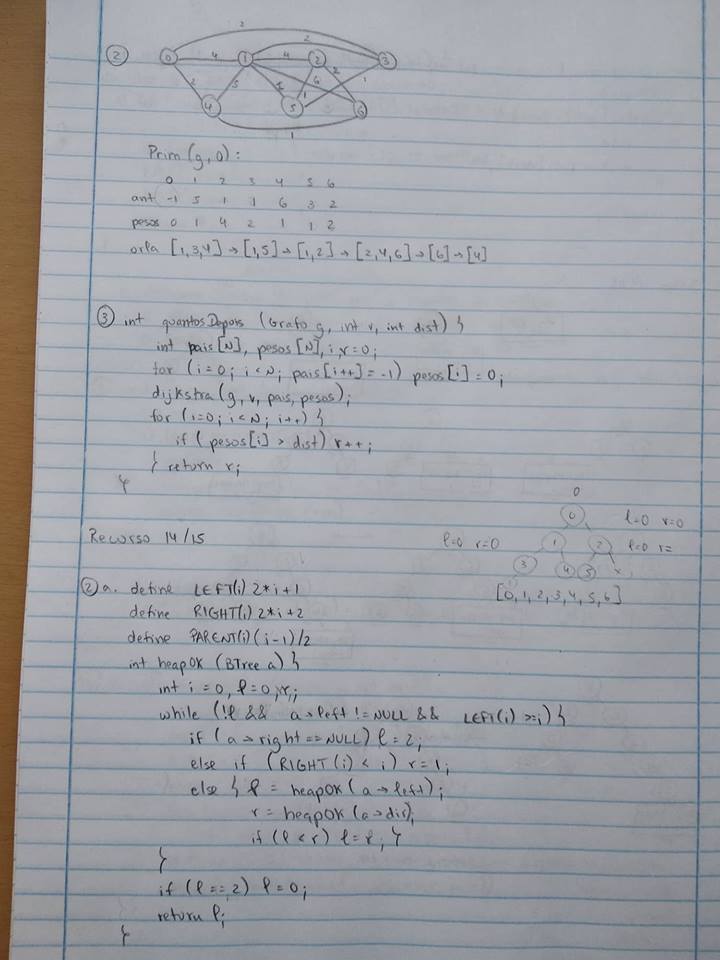 2
②
0 4 1 4 2 3
2
2 5 6 2 1
4 5 1 6
1
Prim (g, 0):
0 1 2 3 4 5 6
ant -1 5 1 1 6 3 2
pesos 0 1 4 2 1 1 2
orla [1,3,4] → [1,5] → [1,2] → [2,4,6] → [6] → [4]
③ int quantosDepois (Grafo g, int v, int dist) {
int pais[N], pesos[N], i, r=0;
for (i=0; i<N; pais[i++]=-1) pesos[i]=0;
dijkstra (g, v, pais, pesos);
for (i=0; i<N; i++) {
if (pesos[i] > dist) r++;
} return r;
}
0
0 l=0 r=0
Recurso 14/15
l=0 r=0 1 2 l=0 r=
3 4 5 x
[0,1,2,3,4,5,6]
② a. define LEFT(i) 2*i+1
define RIGHT(i) 2*i+2
define PARENT(i) (i-1)/2
int heapOK (BTree a) {
int i=0, l=0, r;
while (!l && a→left != NULL && LEFT(i) >= i) {
if (a→right == NULL) l=2;
else if (RIGHT(i) < i) r=1;
else { l = heapOK (a→left);
r = heapOK (a→dir);
if (l < r) l=r; }
}
if (l == 2) l=0;
return l;
}